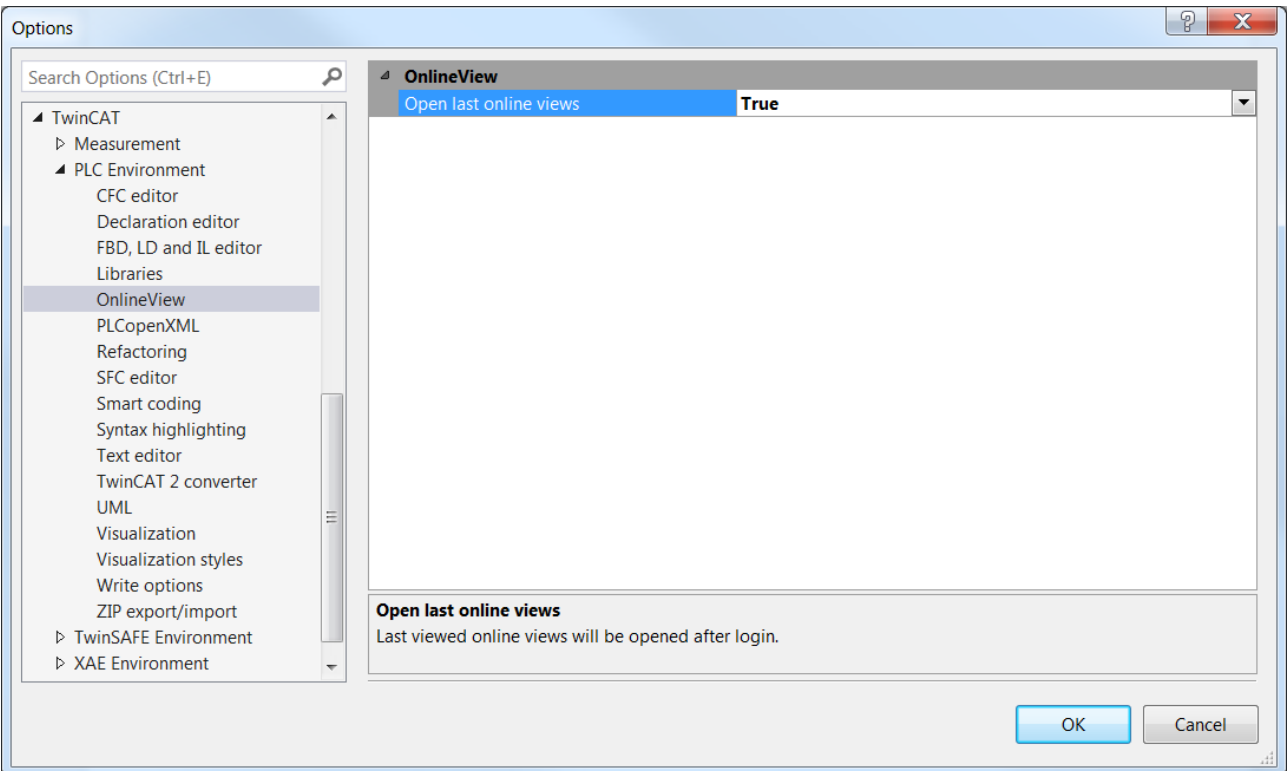 Options
Search Options (Ctrl+E)
TwinCAT
Measurement
PLC Environment
CFC editor
Declaration editor
FBD, LD and IL editor
Libraries
OnlineView
PLCopenXML
Refactoring
SFC editor
Smart coding
Syntax highlighting
Text editor
TwinCAT 2 converter
UML
Visualization
Visualization styles
Write options
ZIP export/import
TwinSAFE Environment
XAE Environment
OnlineView
Open last online views True
Open last online views
Last viewed online views will be opened after login.
OK Cancel